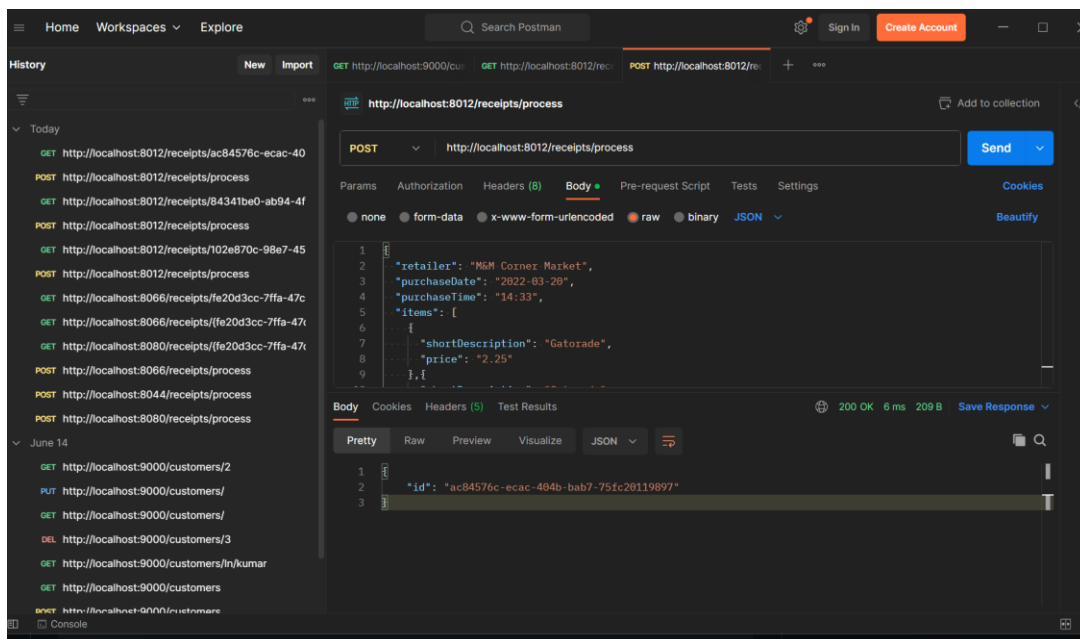 Home Workspaces Explore Search Postman Sign In Create Account
History New Import
GET http://localhost:9000/cus GET http://localhost:8012/rece POST http://localhost:8012/rec
HTTP http://localhost:8012/receipts/process Add to collection
Today
GET http://localhost:8012/receipts/ac84576c-ecac-40
POST http://localhost:8012/receipts/process
GET http://localhost:8012/receipts/84341be0-ab94-4f
POST http://localhost:8012/receipts/process
GET http://localhost:8012/receipts/102e870c-98e7-45
POST http://localhost:8012/receipts/process
GET http://localhost:8066/receipts/fe20d3cc-7ffa-47c
GET http://localhost:8066/receipts/{fe20d3cc-7ffa-47c
GET http://localhost:8080/receipts/{fe20d3cc-7ffa-47c
POST http://localhost:8066/receipts/process
POST http://localhost:8044/receipts/process
POST http://localhost:8080/receipts/process
June 14
GET http://localhost:9000/customers/2
PUT http://localhost:9000/customers/
GET http://localhost:9000/customers/
DEL http://localhost:9000/customers/3
GET http://localhost:9000/customers/ln/kumar
GET http://localhost:9000/customers
POST http://localhost:9000/customers
POST http://localhost:8012/receipts/process Send
Params Authorization Headers (8) Body Pre-request Script Tests Settings Cookies
none form-data x-www-form-urlencoded raw binary JSON Beautify
1 {
2 "retailer": "M&M Corner Market",
3 "purchaseDate": "2022-03-20",
4 "purchaseTime": "14:33",
5 "items": [
6 {
7 "shortDescription": "Gatorade",
8 "price": "2.25"
9 },{
Body Cookies Headers (5) Test Results 200 OK 6 ms 209 B Save Response
Pretty Raw Preview Visualize JSON
1 {
2 "id": "ac84576c-ecac-404b-bab7-75fc20119897"
3 }
Console